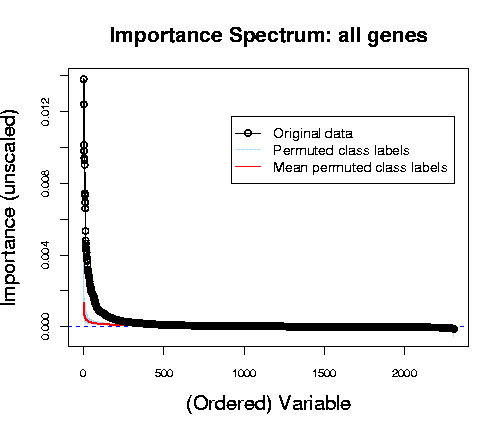 Importance Spectrum: all genes
Importance (unscaled)
0.012
0.008
0.004
0.000
Original data
Permuted class labels
Mean permuted class labels
0 500 1000 1500 2000
(Ordered) Variable